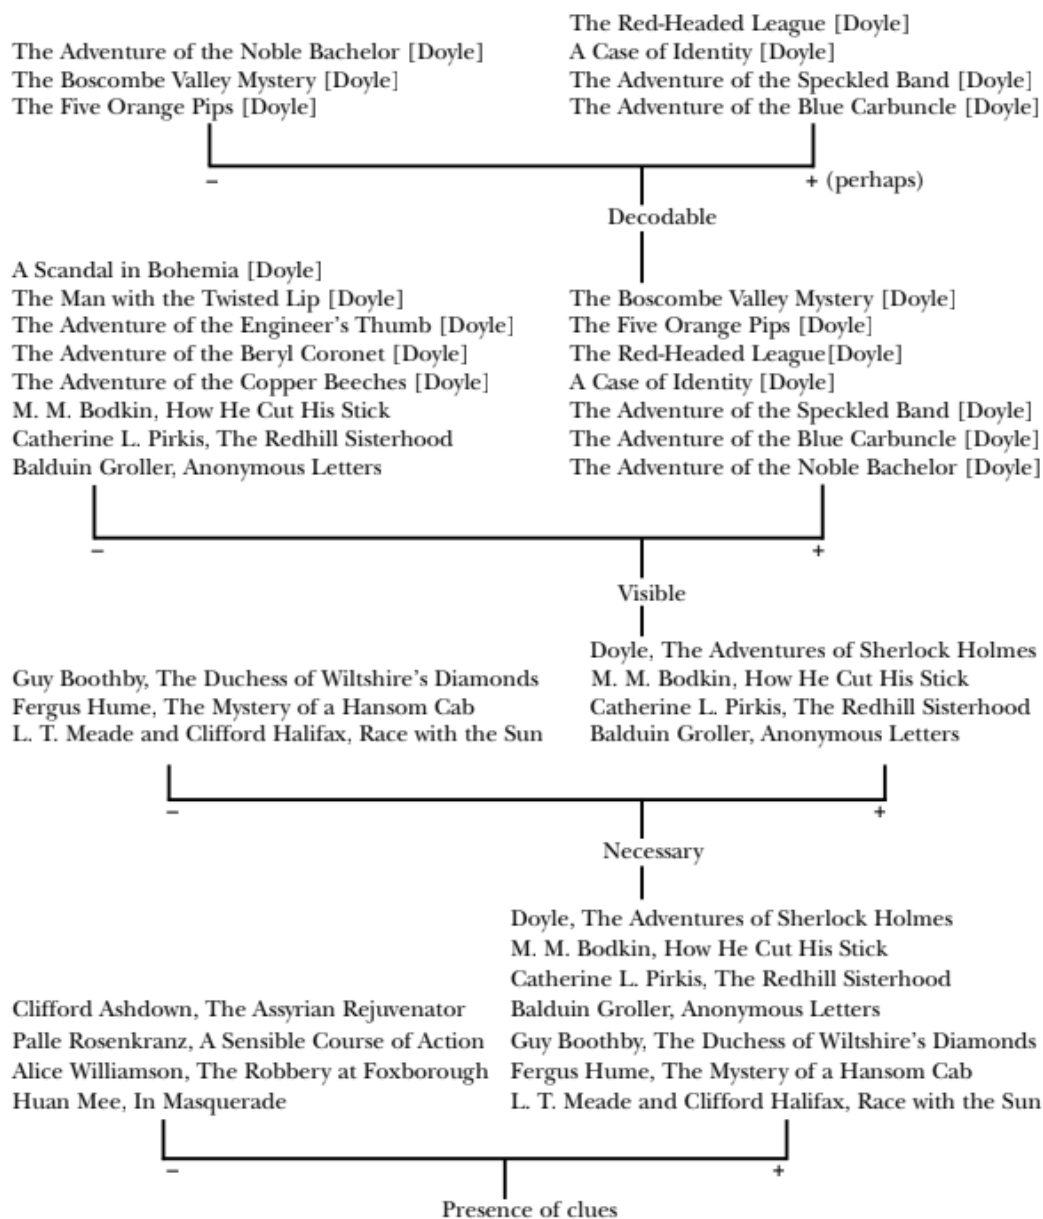 The Adventure of the Noble Bachelor [Doyle]
The Boscombe Valley Mystery [Doyle]
The Five Orange Pips [Doyle]
The Red-Headed League [Doyle]
A Case of Identity [Doyle]
The Adventure of the Speckled Band [Doyle]
The Adventure of the Blue Carbuncle [Doyle]
–
+ (perhaps)
Decodable
A Scandal in Bohemia [Doyle]
The Man with the Twisted Lip [Doyle]
The Adventure of the Engineer’s Thumb [Doyle]
The Adventure of the Beryl Coronet [Doyle]
The Adventure of the Copper Beeches [Doyle]
M. M. Bodkin, How He Cut His Stick
Catherine L. Pirkis, The Redhill Sisterhood
Balduin Groller, Anonymous Letters
The Boscombe Valley Mystery [Doyle]
The Five Orange Pips [Doyle]
The Red-Headed League[Doyle]
A Case of Identity [Doyle]
The Adventure of the Speckled Band [Doyle]
The Adventure of the Blue Carbuncle [Doyle]
The Adventure of the Noble Bachelor [Doyle]
–
+
Visible
Guy Boothby, The Duchess of Wiltshire’s Diamonds
Fergus Hume, The Mystery of a Hansom Cab
L. T. Meade and Clifford Halifax, Race with the Sun
Doyle, The Adventures of Sherlock Holmes
M. M. Bodkin, How He Cut His Stick
Catherine L. Pirkis, The Redhill Sisterhood
Balduin Groller, Anonymous Letters
–
+
Necessary
Clifford Ashdown, The Assyrian Rejuvenator
Palle Rosenkranz, A Sensible Course of Action
Alice Williamson, The Robbery at Foxborough
Huan Mee, In Masquerade
Doyle, The Adventures of Sherlock Holmes
M. M. Bodkin, How He Cut His Stick
Catherine L. Pirkis, The Redhill Sisterhood
Balduin Groller, Anonymous Letters
Guy Boothby, The Duchess of Wiltshire’s Diamonds
Fergus Hume, The Mystery of a Hansom Cab
L. T. Meade and Clifford Halifax, Race with the Sun
–
+
Presence of clues